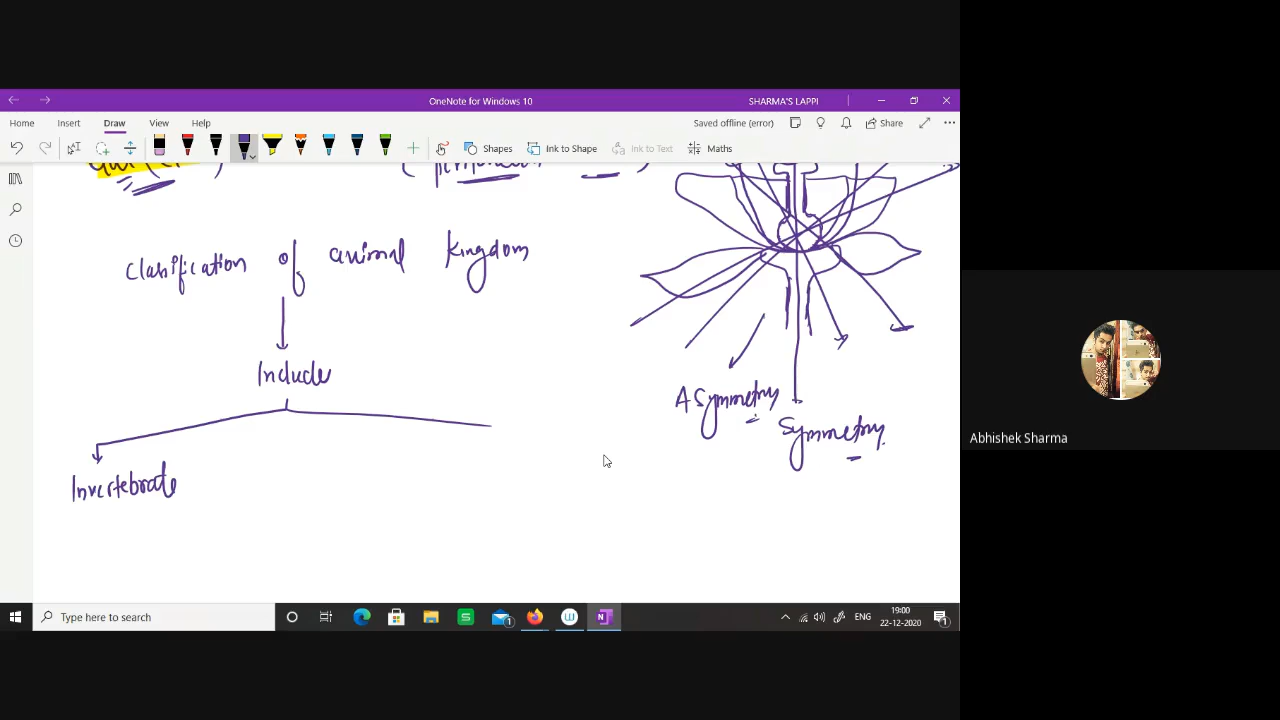 OneNote for Windows 10
SHARMA'S LAPPI
Home Insert Draw View Help
Saved offline (error)
Share
Shapes
Ink to Shape
Ink to Text
Maths
Clasification of animal Kingdom
Include
Invertebrate
ASymmetry
Symmetry.
Abhishek Sharma
Type here to search
1
ENG
19:00
22-12-2020
1